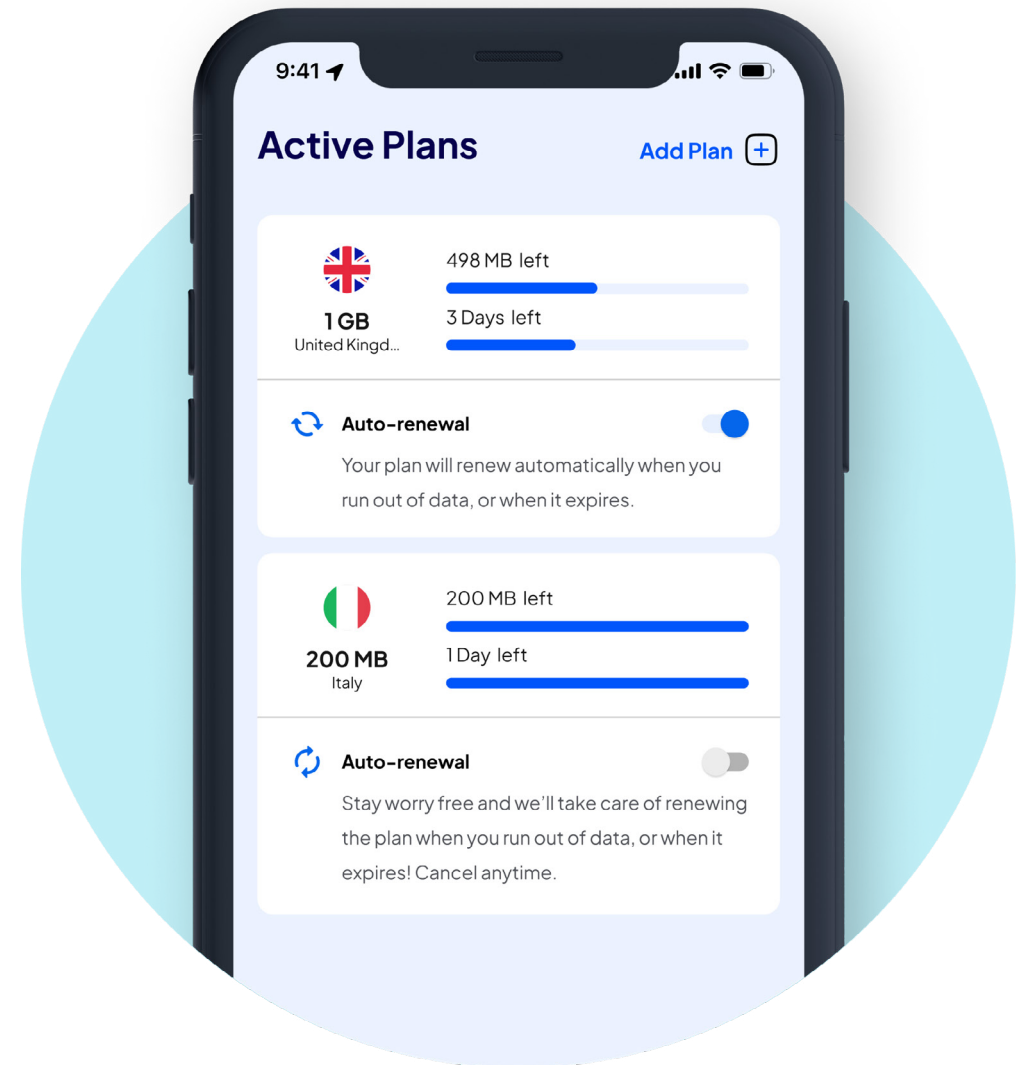 9:41
Active Plans
Add Plan
498 MB left
1 GB
3 Days left
United Kingd...
Auto-renewal
Your plan will renew automatically when you
run out of data, or when it expires.
200 MB left
200 MB
1 Day left
Italy
Auto-renewal
Stay worry free and we’ll take care of renewing
the plan when you run out of data, or when it
expires! Cancel anytime.